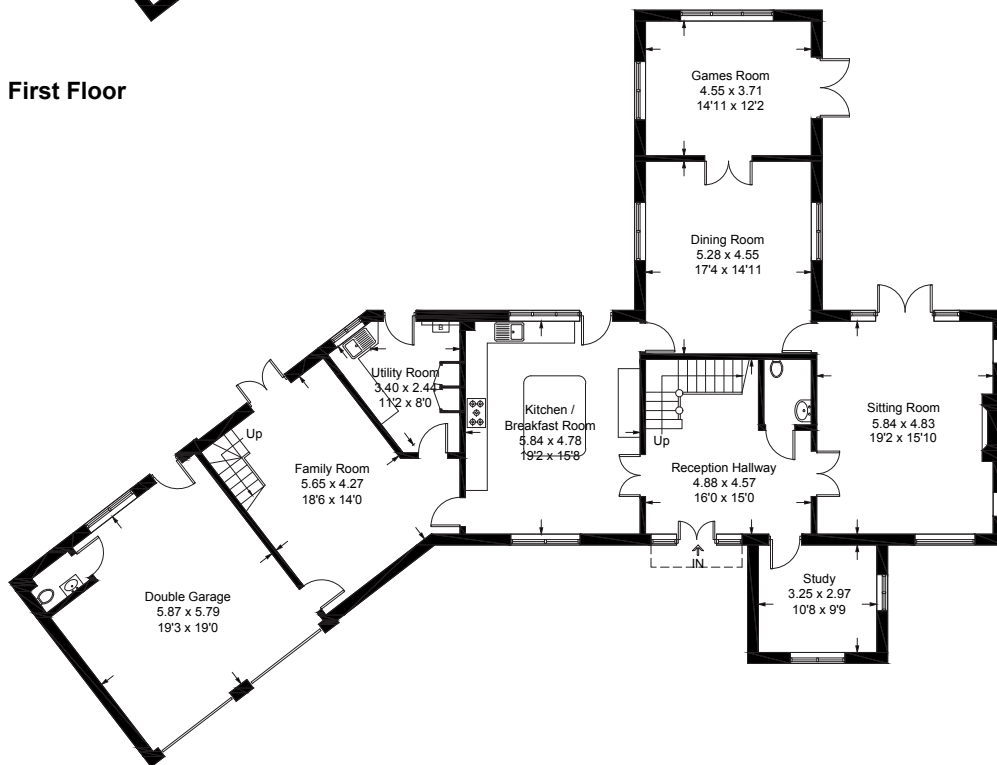 First Floor
Games Room
4.55 x 3.71
14'11 x 12'2
Dining Room
5.28 x 4.55
17'4 x 14'11
Utility Room
3.40 x 2.44
11'2 x 8'0
Kitchen /
Breakfast Room
5.84 x 4.78
19'2 x 15'8
Sitting Room
5.84 x 4.83
19'2 x 15'10
Up
Up
Family Room
5.65 x 4.27
18'6 x 14'0
Reception Hallway
4.88 x 4.57
16'0 x 15'0
IN
Study
3.25 x 2.97
10'8 x 9'9
Double Garage
5.87 x 5.79
19'3 x 19'0